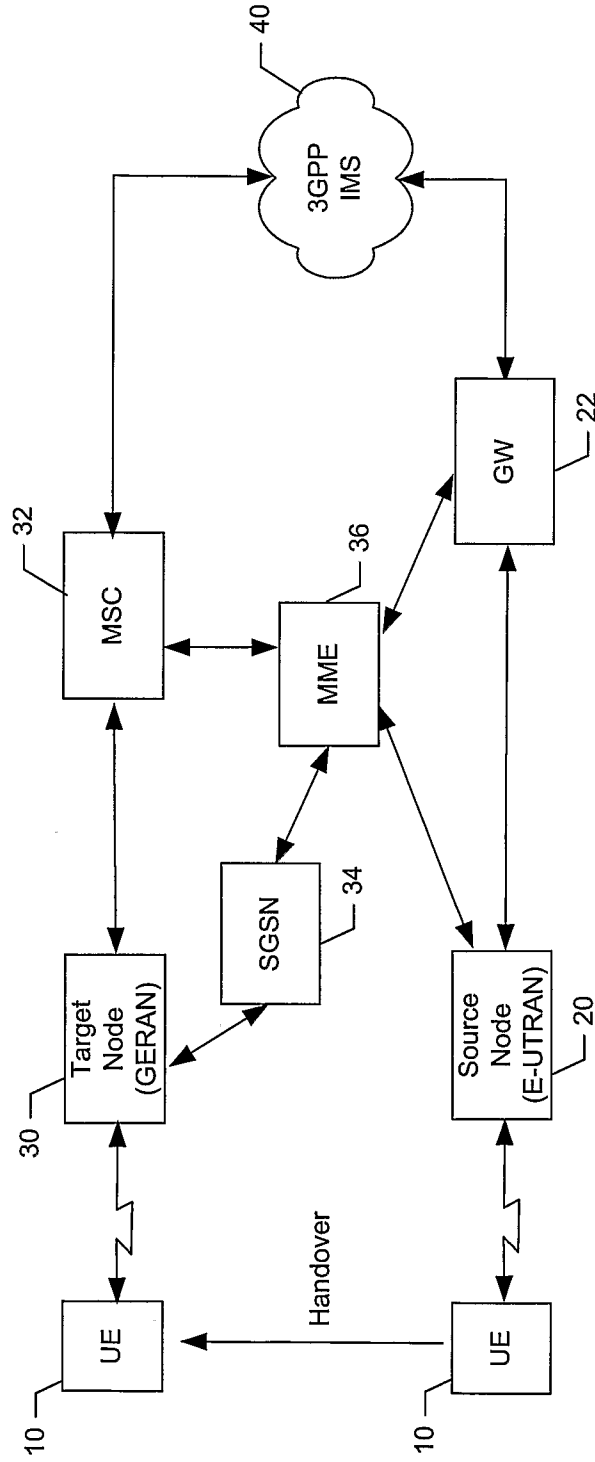 10
UE
30
Target
Node
(GERAN)
32
MSC
40
3GPP
IMS
SGSN
34
MME
36
Handover
10
UE
Source
Node
(E-UTRAN)
20
GW
22